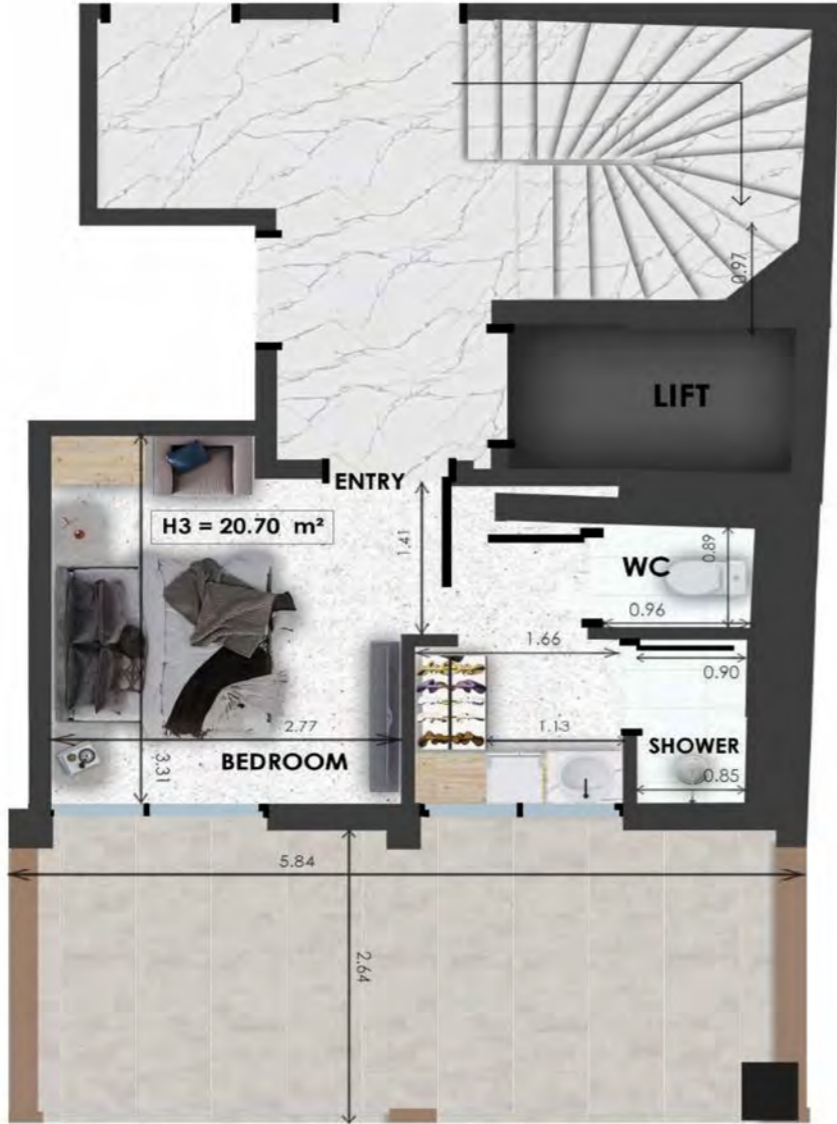 0.97
LIFT
ENTRY
H3 = 20.70 m²
1.41
WC
0.89
0.96
1.66
0.90
2.77
1.13
BEDROOM
3.31
SHOWER
0.85
5.84
2.64